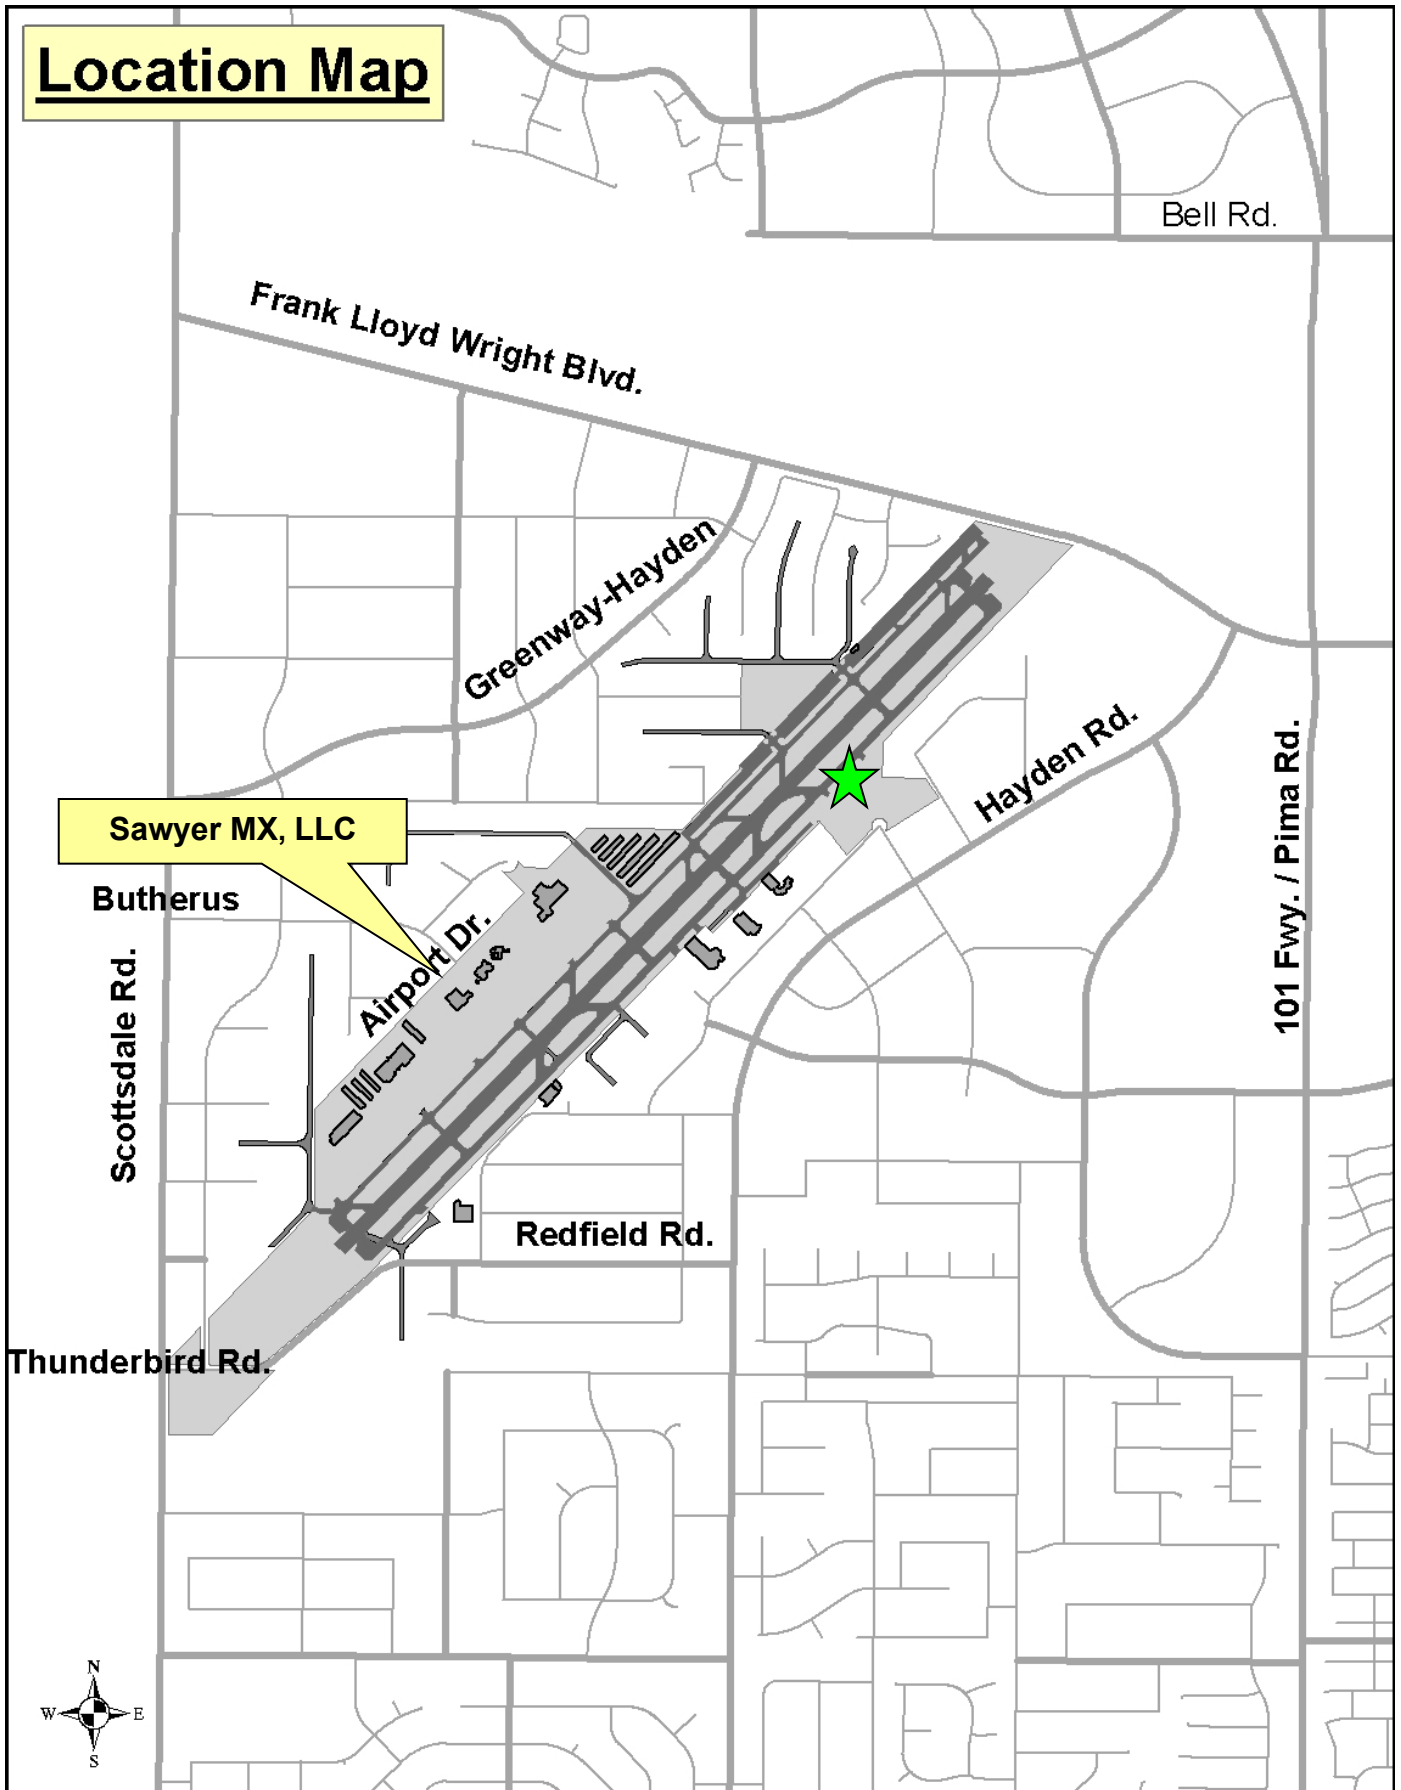 Location Map
Bell Rd.
Frank Lloyd Wright Blvd.
Greenway-Hayden
Hayden Rd.
101 Fwy. / Pima Rd.
Sawyer MX, LLC
Butherus
Airport Dr.
Scottsdale Rd.
Redfield Rd.
Thunderbird Rd.
N
W
E
S